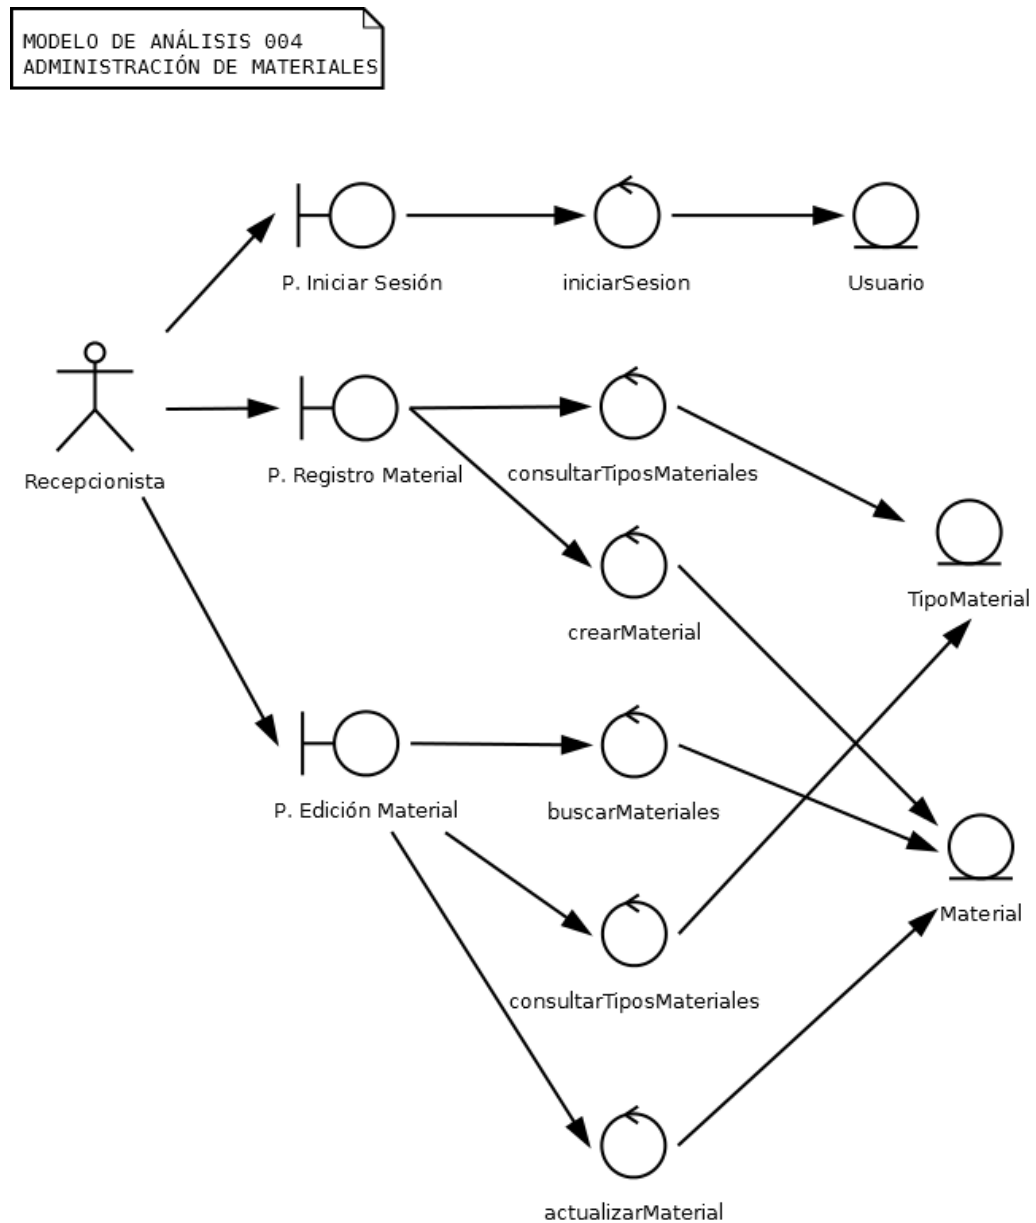 MODELO DE ANÁLISIS 004
ADMINISTRACIÓN DE MATERIALES
P. Iniciar Sesión
iniciarSesion
Usuario
Recepcionista
P. Registro Material
consultarTiposMateriales
TipoMaterial
crearMaterial
P. Edición Material
buscarMateriales
Material
consultarTiposMateriales
actualizarMaterial